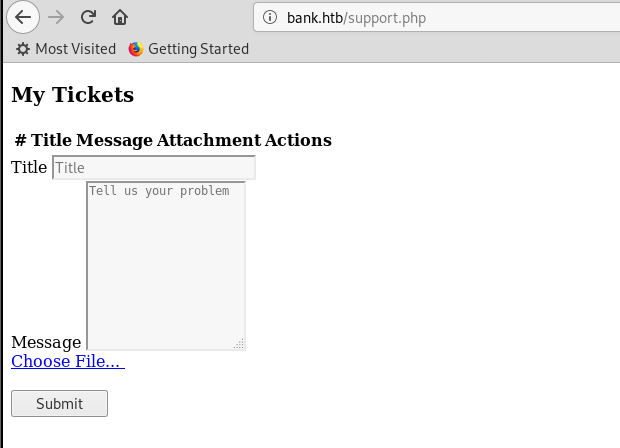 bank.htb/support.php
Most Visited Getting Started
My Tickets
# Title Message Attachment Actions
Title Title
Tell us your problem
Message
Choose File...
Submit